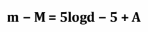 m − M = 5logd − 5 + A